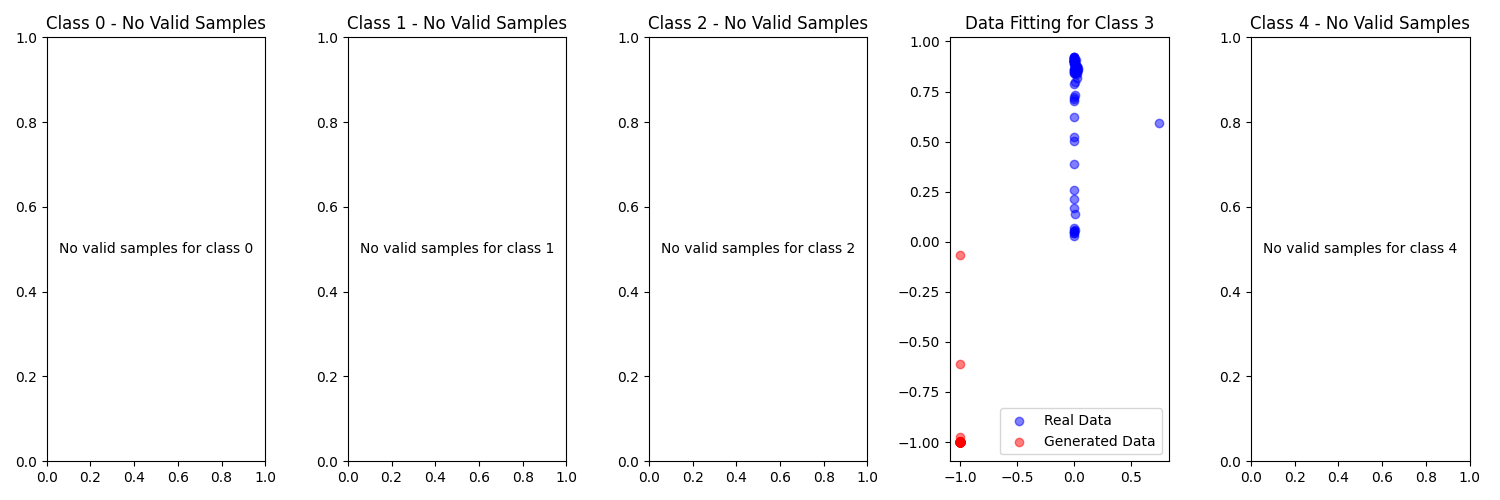 Class 0 - No Valid Samples
1.0
0.8
0.6
0.4
0.2
0.0
No valid samples for class 0
0.0 0.2 0.4 0.6 0.8 1.0
Class 1 - No Valid Samples
1.0
0.8
0.6
0.4
0.2
0.0
No valid samples for class 1
0.0 0.2 0.4 0.6 0.8 1.0
Class 2 - No Valid Samples
1.0
0.8
0.6
0.4
0.2
0.0
No valid samples for class 2
0.0 0.2 0.4 0.6 0.8 1.0
Data Fitting for Class 3
1.00
0.75
0.50
0.25
0.00
−0.25
−0.50
−0.75
−1.00
Real Data
Generated Data
−1.0 −0.5 0.0 0.5
Class 4 - No Valid Samples
1.0
0.8
0.6
0.4
0.2
0.0
No valid samples for class 4
0.0 0.2 0.4 0.6 0.8 1.0